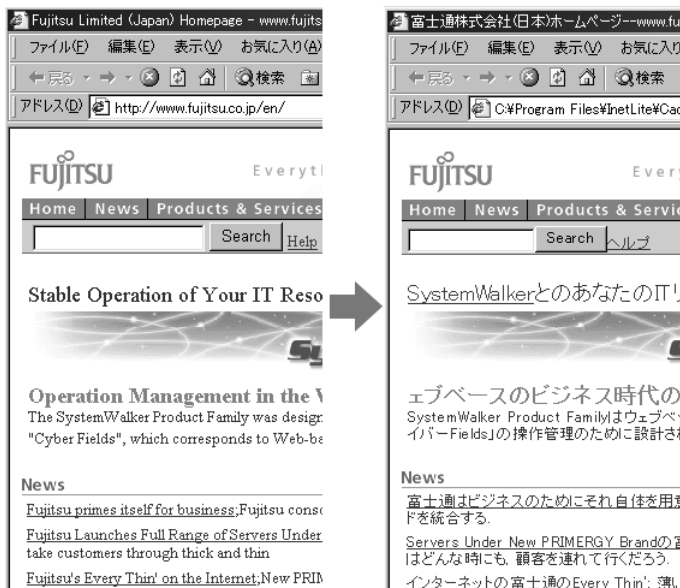 Fujitsu Limited (Japan) Homepage - www.fujits
ファイル(F) 編集(E) 表示(V) お気に入り(A)
戻る 検索
アドレス(D) http://www.fujitsu.co.jp/en/
FUJITSU Everyt
Home News Products & Services
Search Help
Stable Operation of Your IT Reso
Operation Management in the
The SystemWalker Product Family was design
"Cyber Fields", which corresponds to Web-ba
News
Fujitsu primes itself for business;Fujitsu conso
Fujitsu Launches Full Range of Servers Under
take customers through thick and thin
Fujitsu's Every Thin' on the Internet;New PRIM
富士通株式会社(日本)ホームページ--www.fu
ファイル(F) 編集(E) 表示(V) お気に入り
戻る 検索
アドレス(D) C:¥Program Files¥InetLite¥Cac
FUJITSU Every
Home News Products & Servic
Search ヘルプ
SystemWalkerとのあなたのITリ
ェブベースのビジネス時代の
SystemWalker Product Familyはウェブベ
イバーFields」の操作管理のために設計さ
News
富士通はビジネスのためにそれ自体を用意
ドを統合する.
Servers Under New PRIMERGY Brandの富
はどんな時にも, 顧客を連れて行くだろう.
インターネットの富士通のEvery Thin'; 薄い